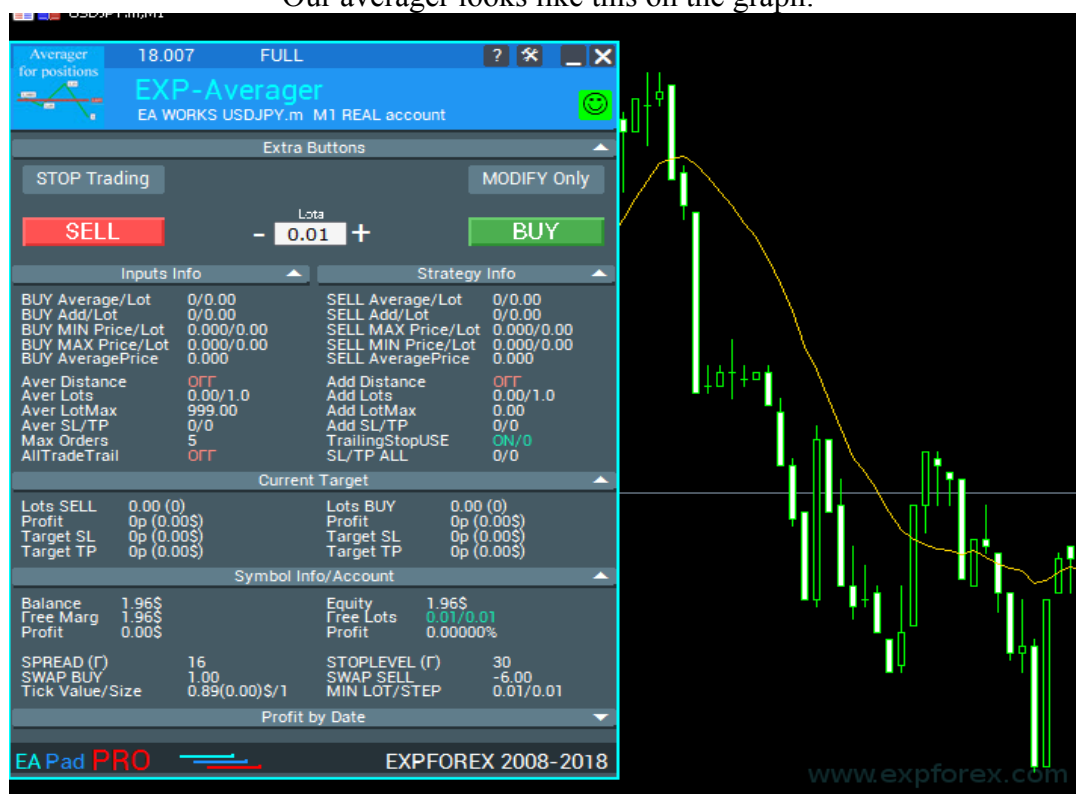 Our averager looks like this on the graph:
USDJPY.m,M1
Averager
for positions
18.007 FULL ? X
EXP-Averager
EA WORKS USDJPY.m M1 REAL account
Extra Buttons
STOP Trading MODIFY Only
Lots
SELL - 0.01 + BUY
Inputs Info Strategy Info
BUY Average/Lot 0/0.00 SELL Average/Lot 0/0.00
BUY Add/Lot 0/0.00 SELL Add/Lot 0/0.00
BUY MIN Price/Lot 0.000/0.00 SELL MAX Price/Lot 0.000/0.00
BUY MAX Price/Lot 0.000/0.00 SELL MIN Price/Lot 0.000/0.00
BUY AveragePrice 0.000 SELL AveragePrice 0.000
Aver Distance OFF Add Distance OFF
Aver Lots 0.00/1.0 Add Lots 0.00/1.0
Aver LotMax 999.00 Add LotMax 0.00
Aver SL/TP 0/0 Add SL/TP 0/0
Max Orders 5 TrailingStopUSE ON/0
AllTradeTrail OFF SL/TP ALL 0/0
Current Target
Lots SELL 0.00 (0) Lots BUY 0.00 (0)
Profit 0p (0.00$) Profit 0p (0.00$)
Target SL 0p (0.00$) Target SL 0p (0.00$)
Target TP 0p (0.00$) Target TP 0p (0.00$)
Symbol Info/Account
Balance 1.96$ Equity 1.96$
Free Marg 1.96$ Free Lots 0.01/0.01
Profit 0.00$ Profit 0.00000%
SPREAD (Г) 16 STOPLEVEL (Г) 30
SWAP BUY 1.00 SWAP SELL -6.00
Tick Value/Size 0.89(0.00)$/1 MIN LOT/STEP 0.01/0.01
Profit by Date
EA Pad PRO EXPFOREX 2008-2018
www.expforex.com